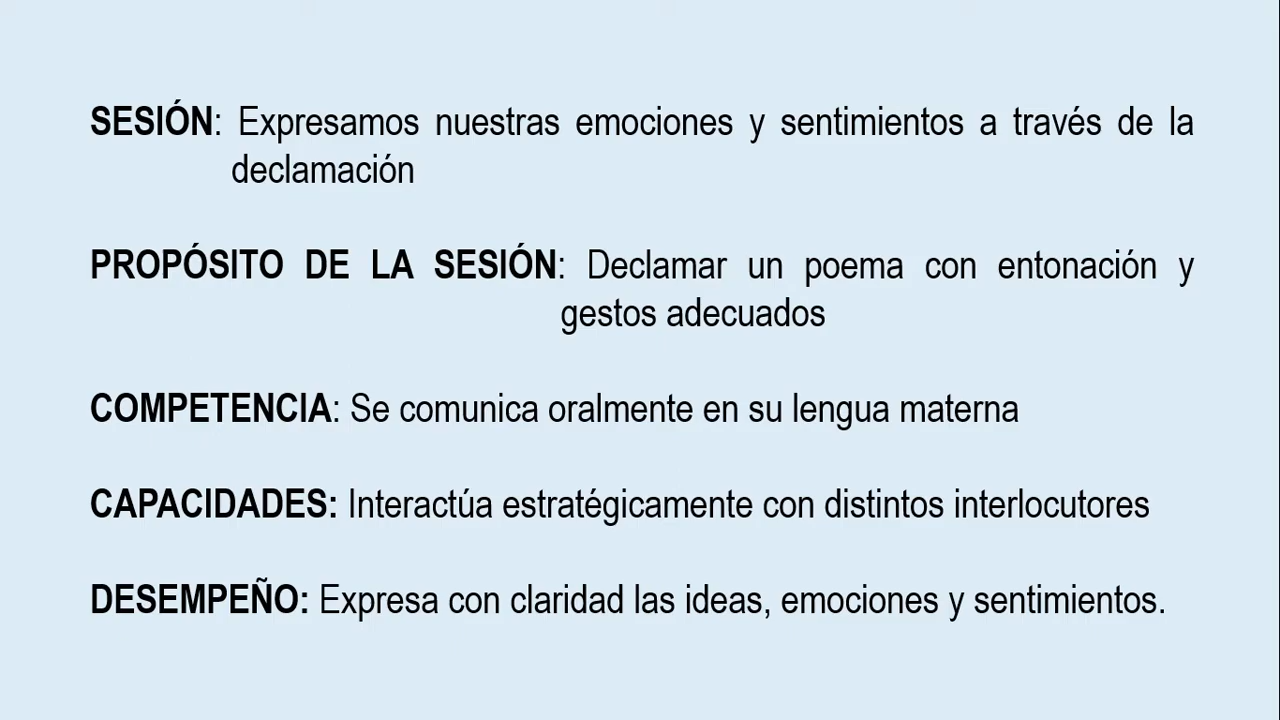 SESIÓN: Expresamos nuestras emociones y sentimientos a través de la
declamación
PROPÓSITO DE LA SESIÓN: Declamar un poema con entonación y
gestos adecuados
COMPETENCIA: Se comunica oralmente en su lengua materna
CAPACIDADES: Interactúa estratégicamente con distintos interlocutores
DESEMPEÑO: Expresa con claridad las ideas, emociones y sentimientos.